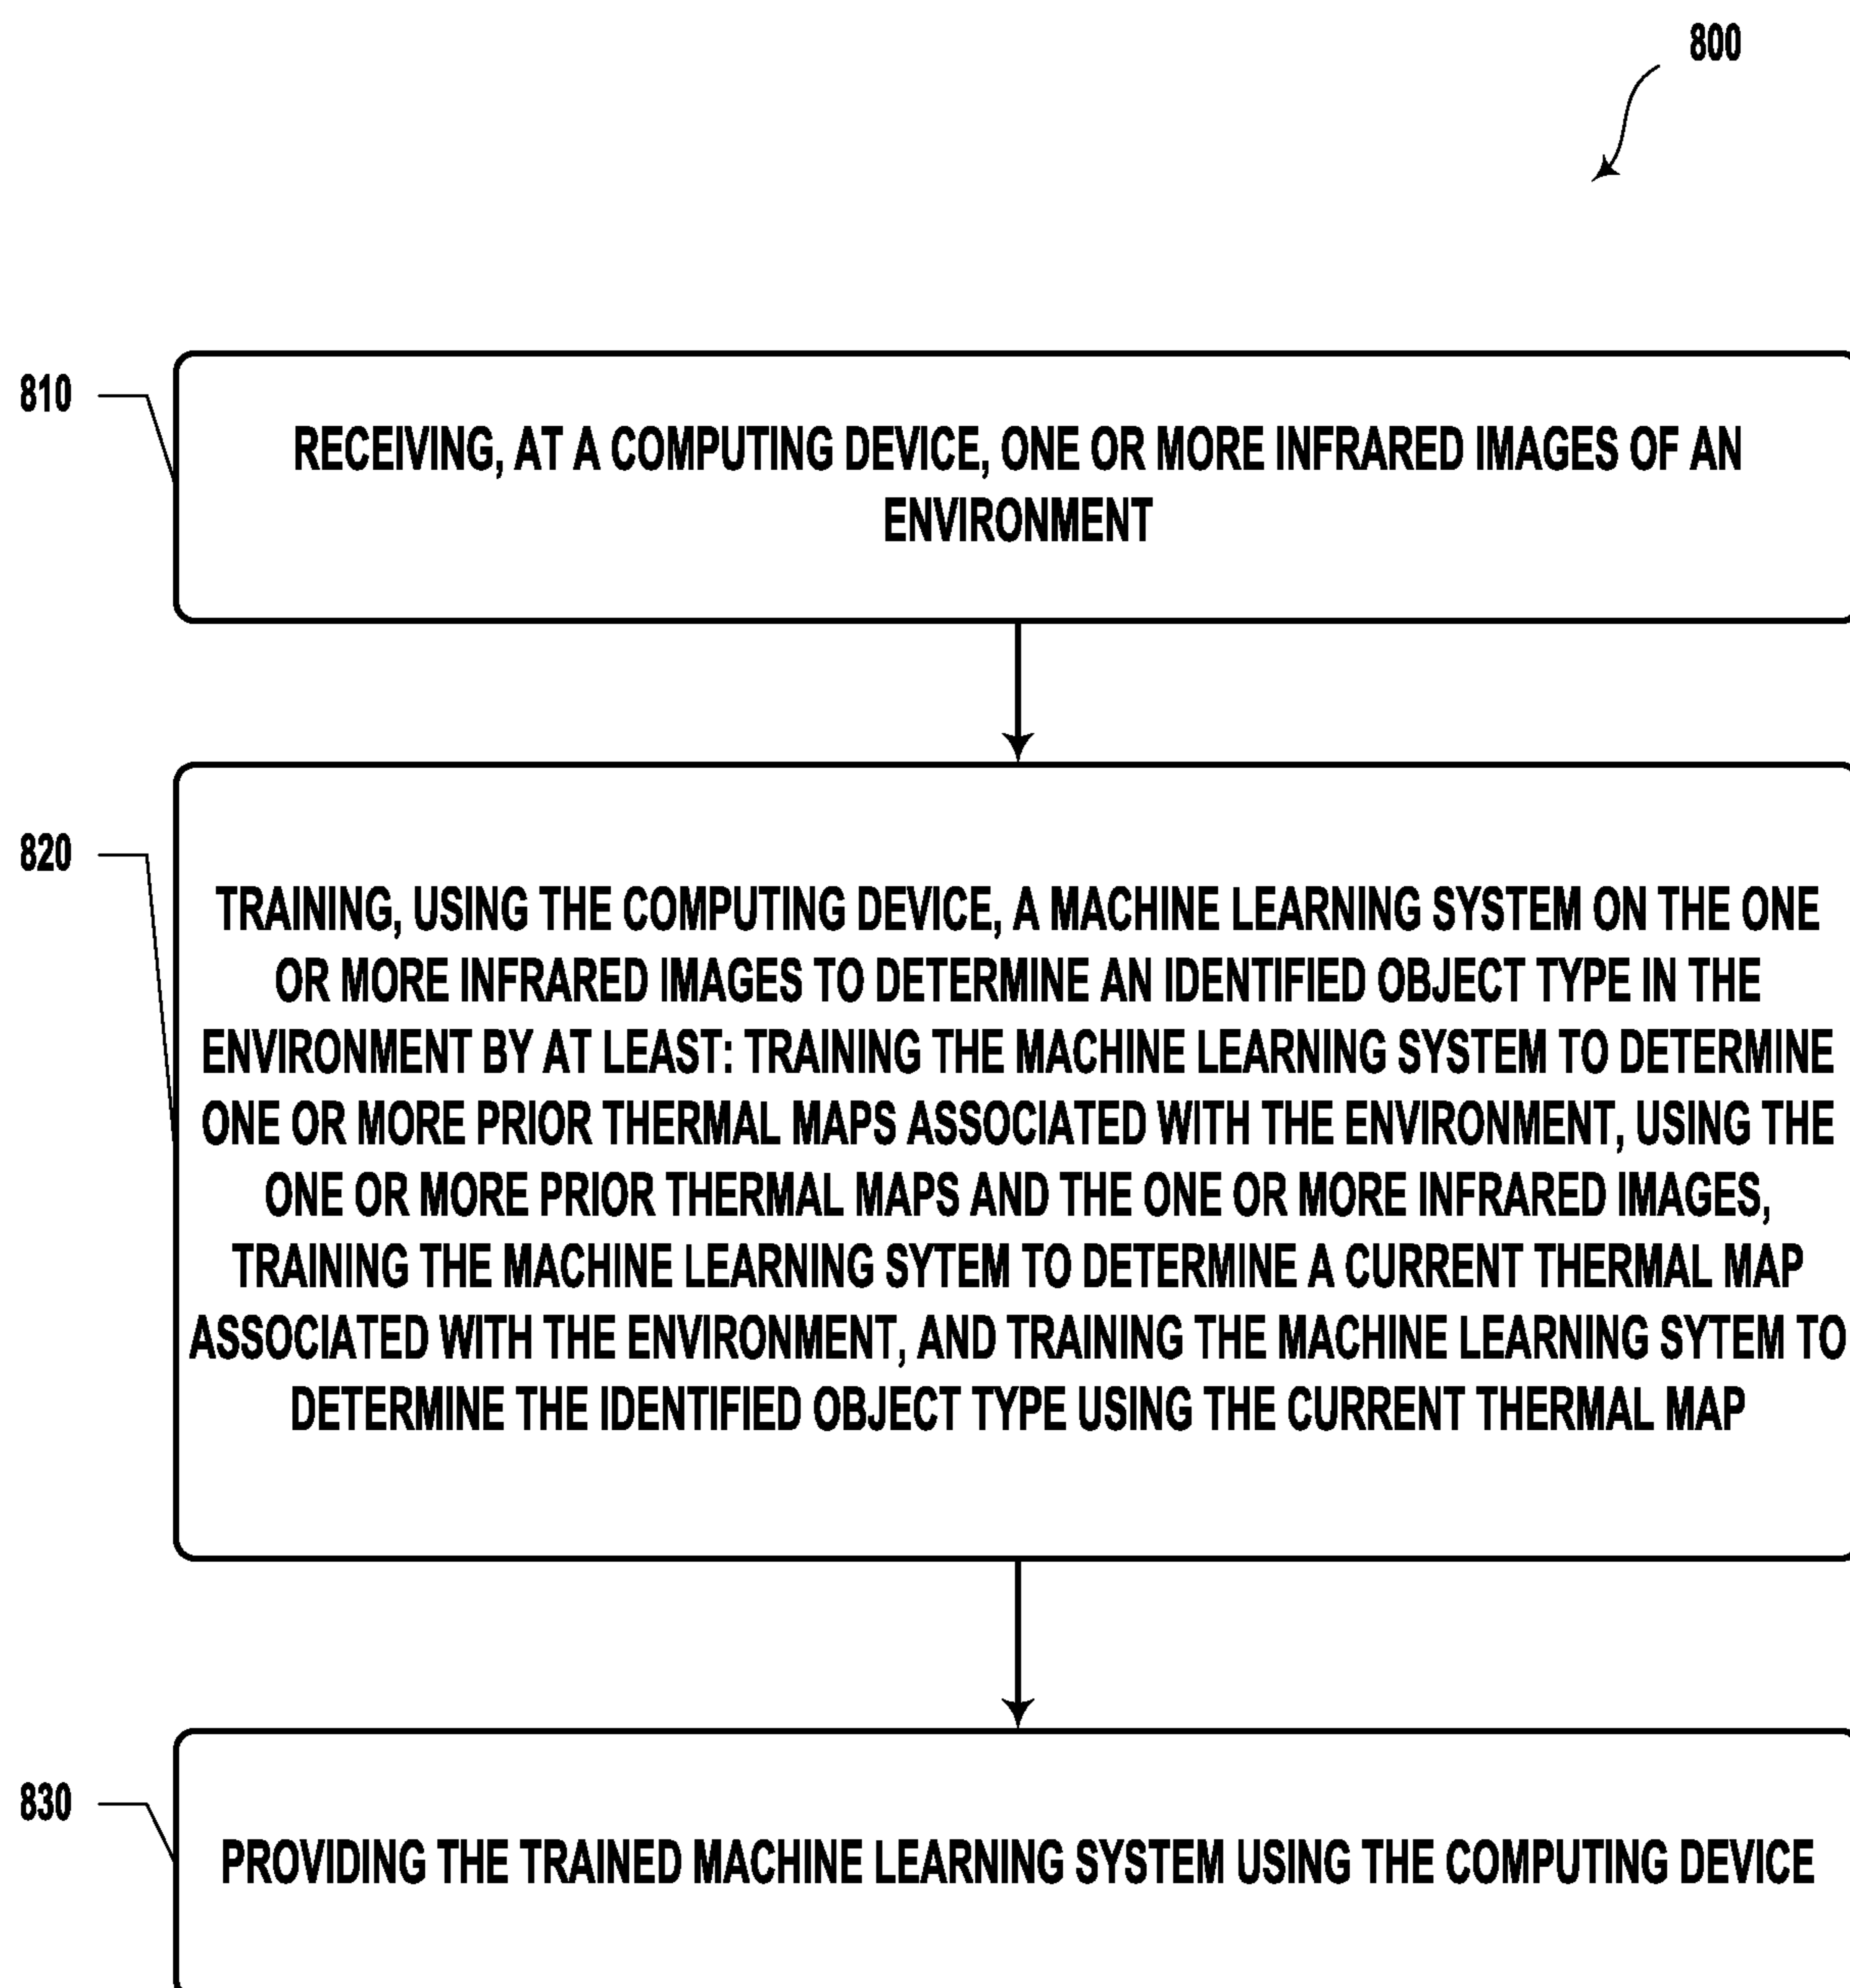 800
810
RECEIVING, AT A COMPUTING DEVICE, ONE OR MORE INFRARED IMAGES OF AN
ENVIRONMENT
820
TRAINING, USING THE COMPUTING DEVICE, A MACHINE LEARNING SYSTEM ON THE ONE
OR MORE INFRARED IMAGES TO DETERMINE AN IDENTIFIED OBJECT TYPE IN THE
ENVIRONMENT BY AT LEAST: TRAINING THE MACHINE LEARNING SYSTEM TO DETERMINE
ONE OR MORE PRIOR THERMAL MAPS ASSOCIATED WITH THE ENVIRONMENT, USING THE
ONE OR MORE PRIOR THERMAL MAPS AND THE ONE OR MORE INFRARED IMAGES,
TRAINING THE MACHINE LEARNING SYTEM TO DETERMINE A CURRENT THERMAL MAP
ASSOCIATED WITH THE ENVIRONMENT, AND TRAINING THE MACHINE LEARNING SYTEM TO
DETERMINE THE IDENTIFIED OBJECT TYPE USING THE CURRENT THERMAL MAP
830
PROVIDING THE TRAINED MACHINE LEARNING SYSTEM USING THE COMPUTING DEVICE